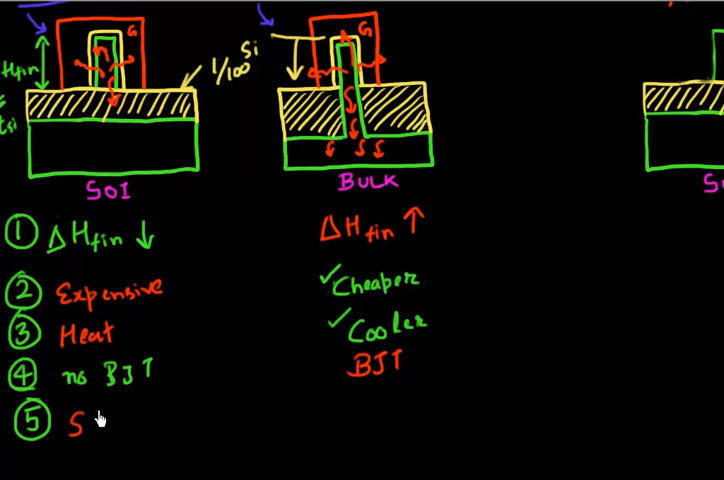 G
G
Hfin
1/100 Si
tsi
SOI
BULK
S
① ΔHfin ↓
ΔHfin ↑
② Expensive
✓Cheaper
③ Heat
✓Cooler
④ no BJT
BJT
⑤ S